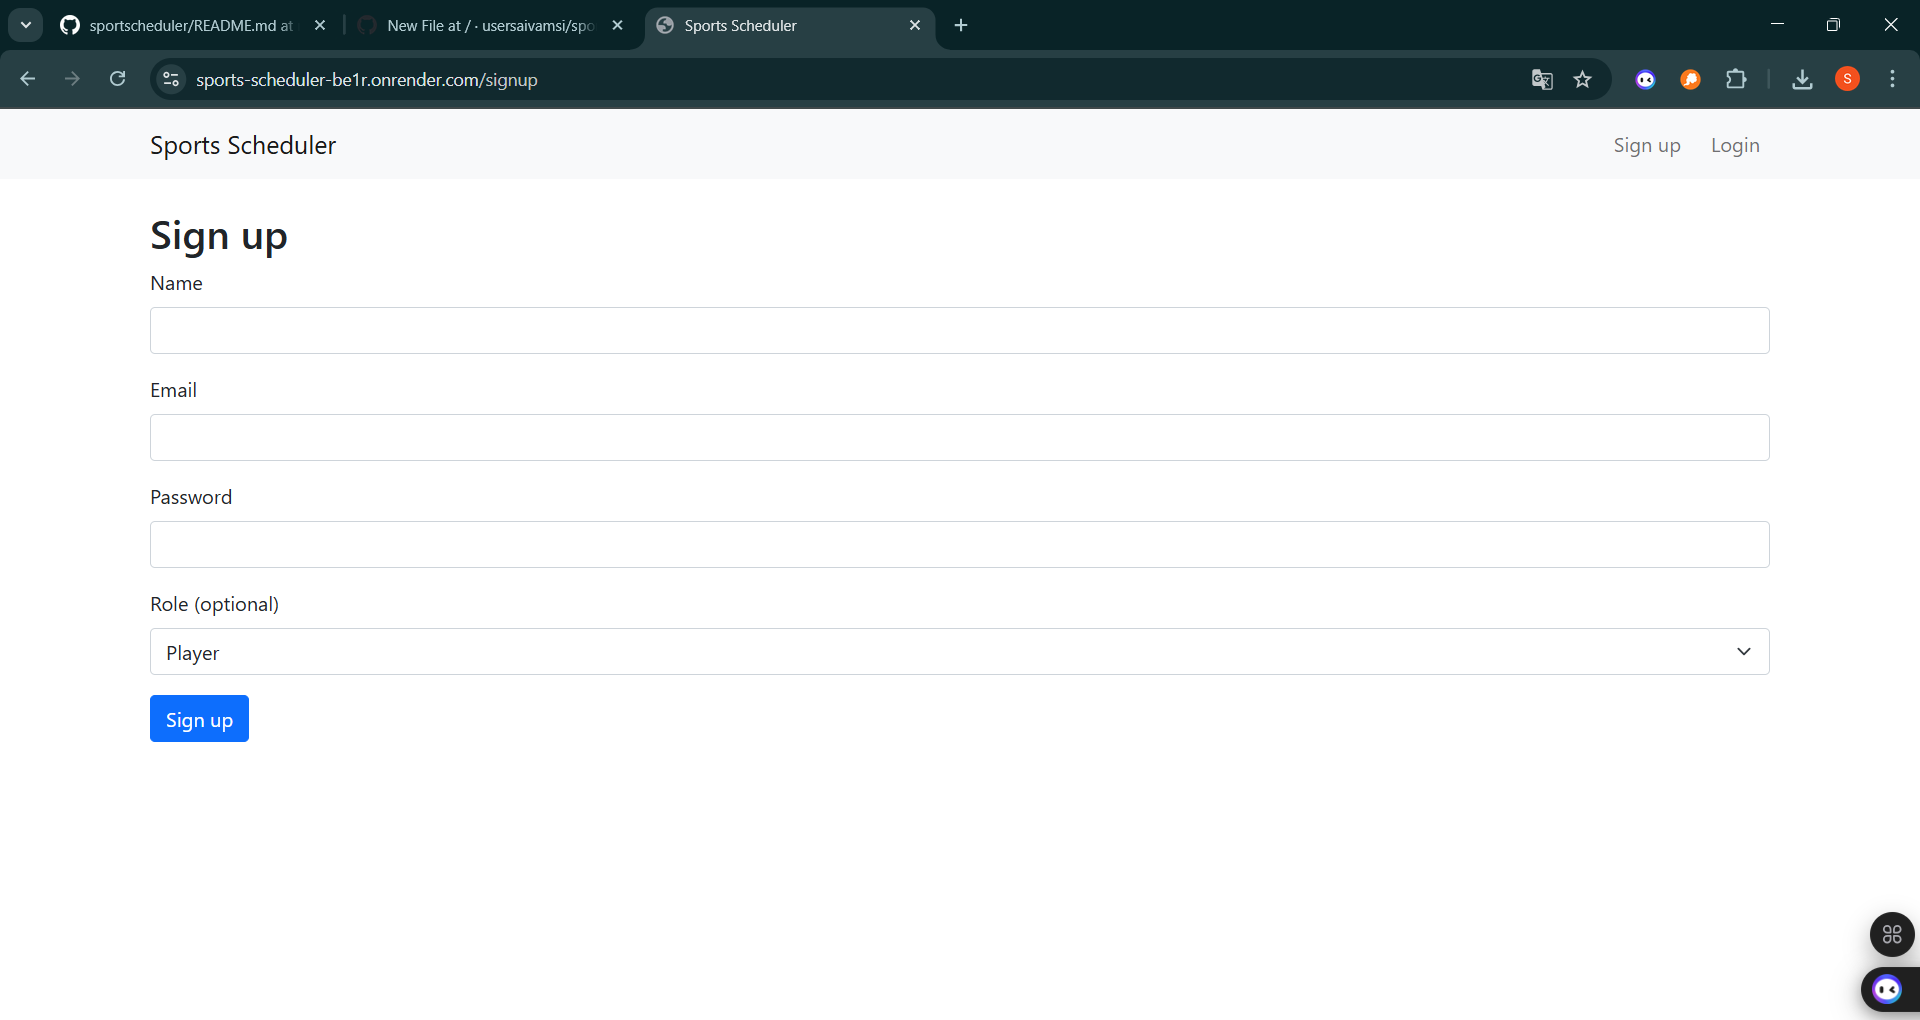 sportscheduler/README.md at
New File at / · usersaivamsi/spo
Sports Scheduler
sports-scheduler-be1r.onrender.com/signup
S
Sports Scheduler
Sign up
Login
Sign up
Name
Email
Password
Role (optional)
Player
Sign up